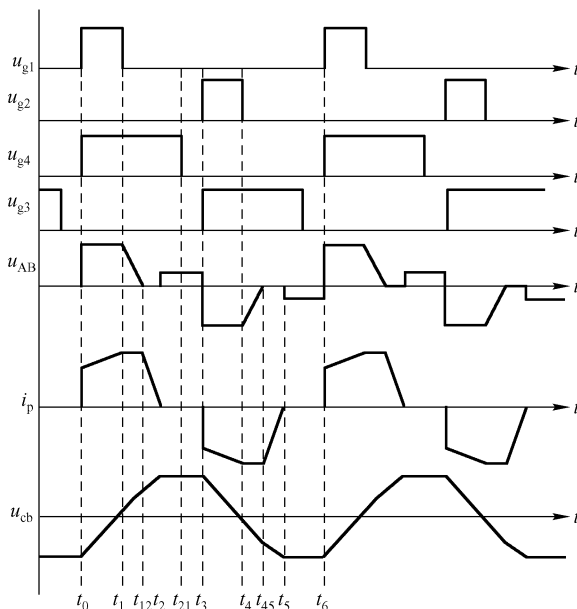 u_g1 t
u_g2 t
u_g4 t
u_g3 t
u_AB t
i_p t
u_cb t
t_0 t_1 t_12 t_2 t_21 t_3 t_4 t_45 t_5 t_6